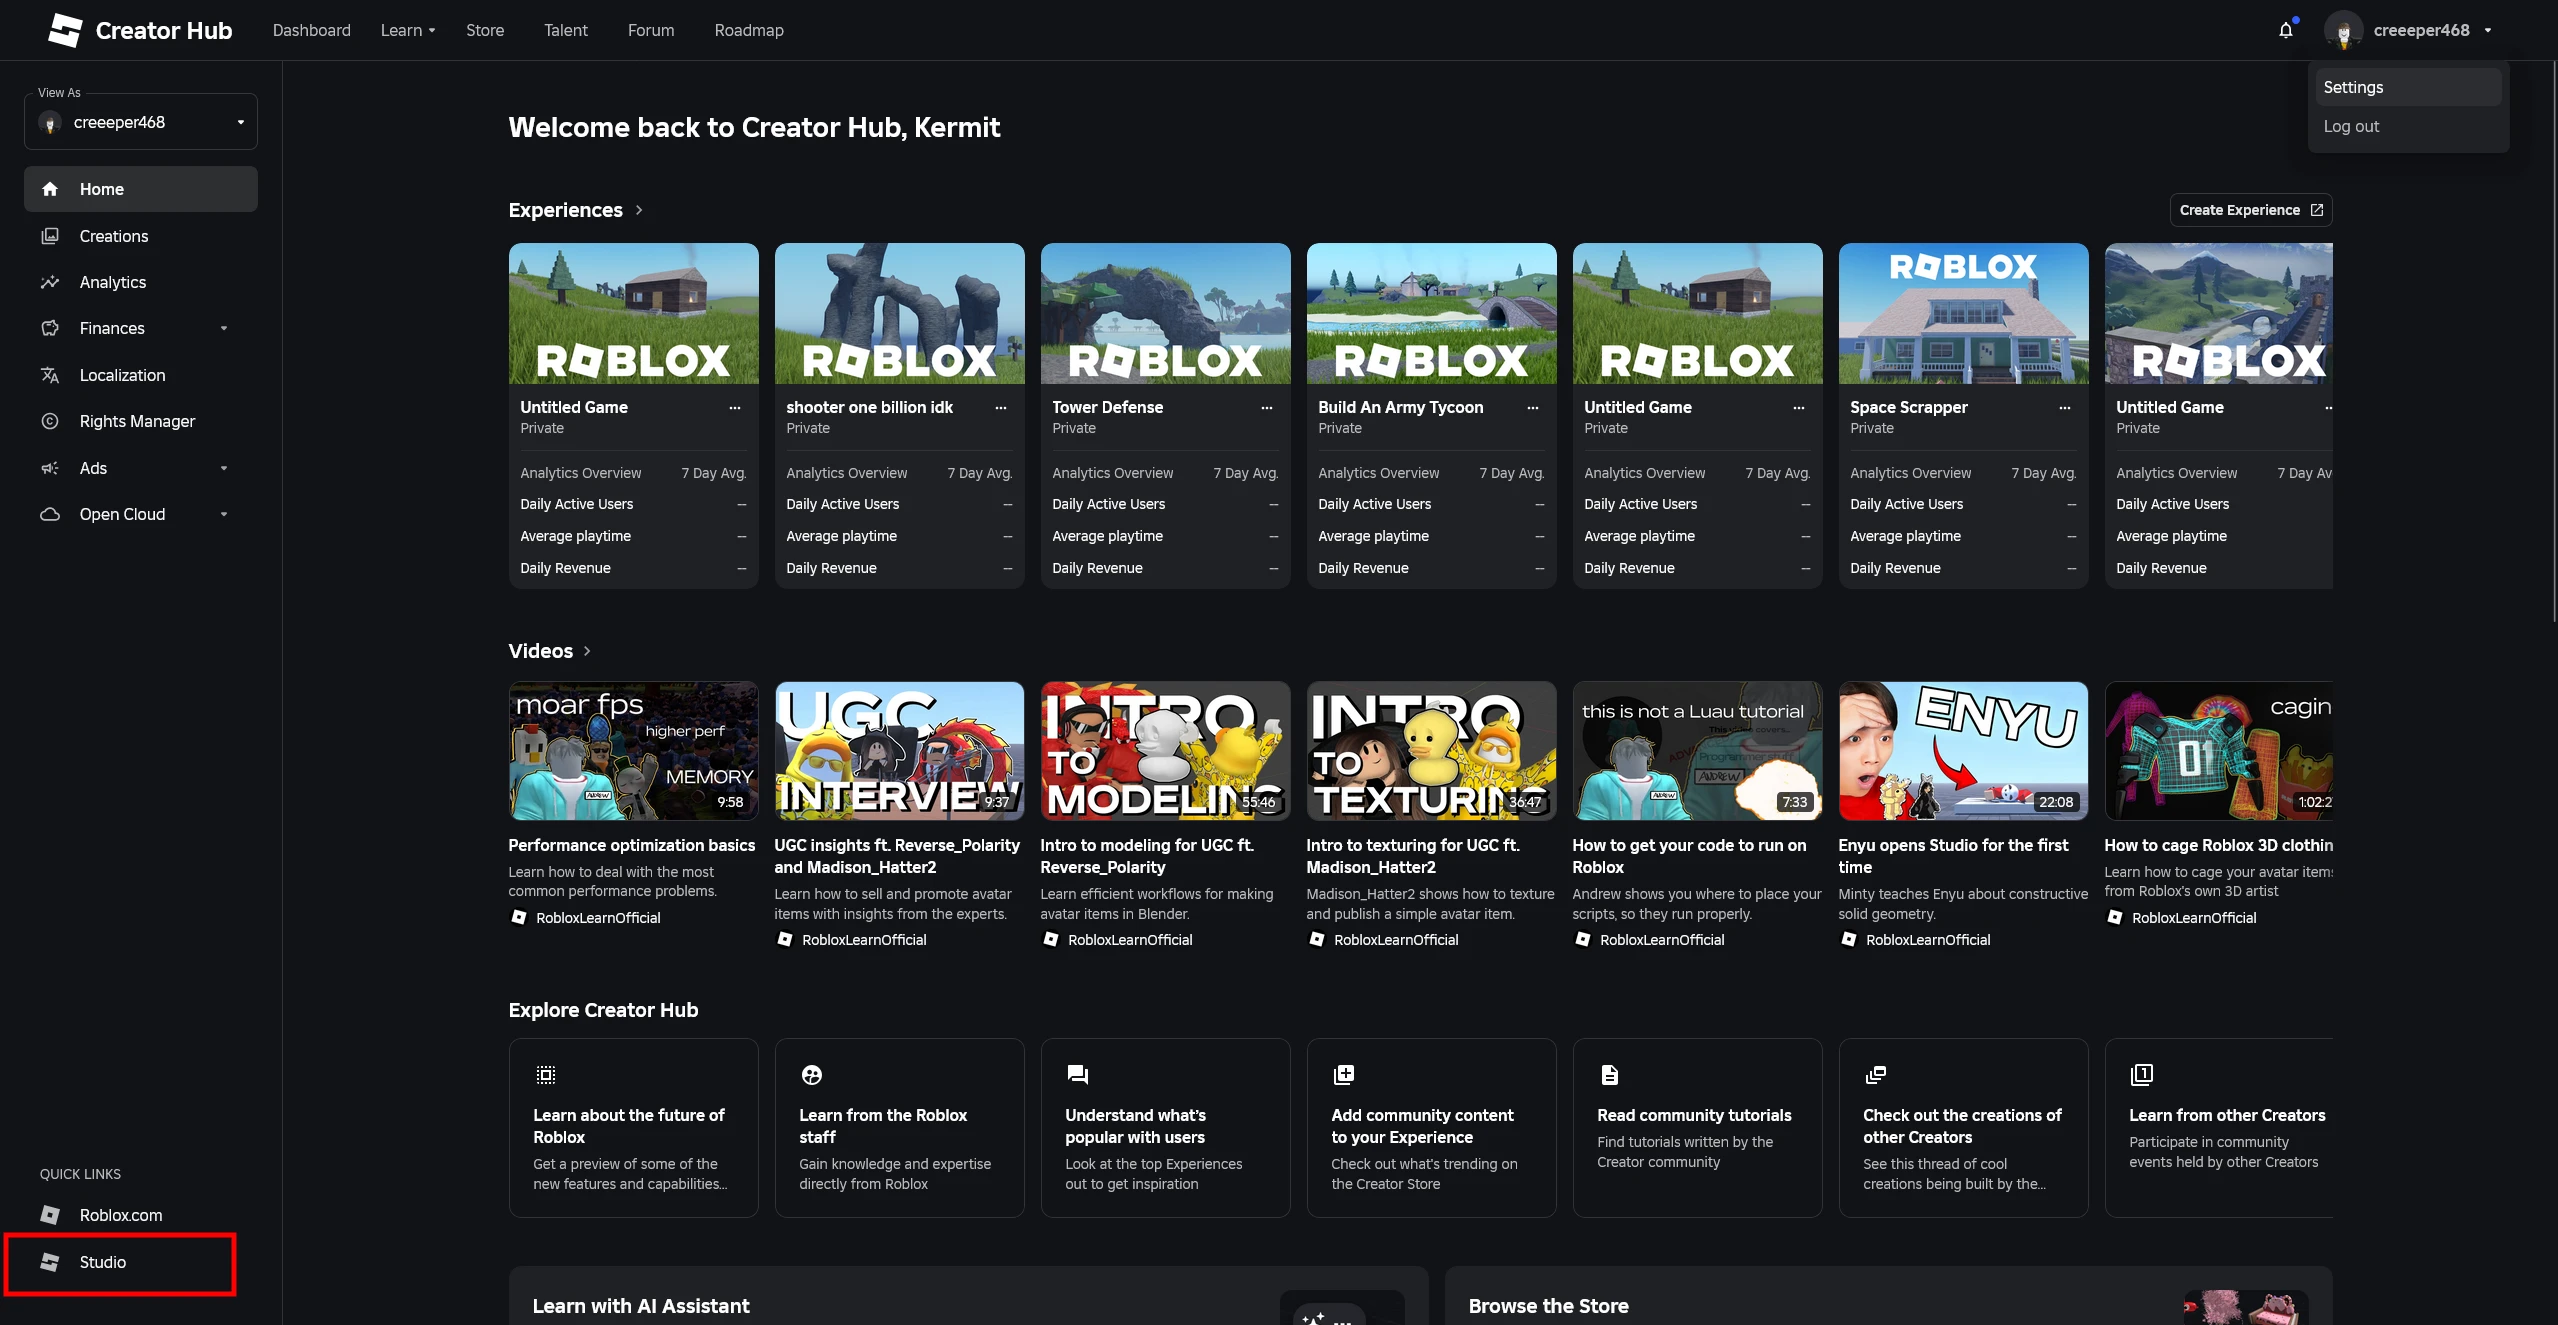 Creator Hub
Dashboard
Learn
Store
Talent
Forum
Roadmap
creeeper468
Settings
Log out
View As
creeeper468
Home
Creations
Analytics
Finances
Localization
Rights Manager
Ads
Open Cloud
QUICK LINKS
Roblox.com
Studio
Welcome back to Creator Hub, Kermit
Experiences
Create Experience
ROBLOX
Untitled Game
Private
Analytics Overview 7 Day Avg.
Daily Active Users --
Average playtime --
Daily Revenue --
ROBLOX
shooter one billion idk
Private
Analytics Overview 7 Day Avg.
Daily Active Users --
Average playtime --
Daily Revenue --
ROBLOX
Tower Defense
Private
Analytics Overview 7 Day Avg.
Daily Active Users --
Average playtime --
Daily Revenue --
ROBLOX
Build An Army Tycoon
Private
Analytics Overview 7 Day Avg.
Daily Active Users --
Average playtime --
Daily Revenue --
ROBLOX
Untitled Game
Private
Analytics Overview 7 Day Avg.
Daily Active Users --
Average playtime --
Daily Revenue --
ROBLOX
Space Scrapper
Private
Analytics Overview 7 Day Avg.
Daily Active Users --
Average playtime --
Daily Revenue --
ROBLOX
Untitled Game
Private
Analytics Overview 7 Day Av
Daily Active Users
Average playtime
Daily Revenue
Videos
moar fps
higher perf
MEMORY
ANDREW
9:58
Performance optimization basics
Learn how to deal with the most
common performance problems.
RobloxLearnOfficial
UGC
INTERVIEW
9:37
UGC insights ft. Reverse_Polarity
and Madison_Hatter2
Learn how to sell and promote avatar
items with insights from the experts.
RobloxLearnOfficial
INTRO
TO
MODELING
55:46
Intro to modeling for UGC ft.
Reverse_Polarity
Learn efficient workflows for making
avatar items in Blender.
RobloxLearnOfficial
INTRO
TO
TEXTURING
36:47
Intro to texturing for UGC ft.
Madison_Hatter2
Madison_Hatter2 shows how to texture
and publish a simple avatar item.
RobloxLearnOfficial
this is not a Luau tutorial
This video covers...
Programmer stuff
ANDREW
ANDREW
7:33
How to get your code to run on
Roblox
Andrew shows you where to place your
scripts, so they run properly.
RobloxLearnOfficial
ENYU
22:08
Enyu opens Studio for the first
time
Minty teaches Enyu about constructive
solid geometry.
RobloxLearnOfficial
cagin
01
1:02:2
How to cage Roblox 3D clothin
Learn how to cage your avatar items
from Roblox's own 3D artist
RobloxLearnOfficial
Explore Creator Hub
Learn about the future of
Roblox
Get a preview of some of the
new features and capabilities...
Learn from the Roblox
staff
Gain knowledge and expertise
directly from Roblox
Understand what's
popular with users
Look at the top Experiences
out to get inspiration
Add community content
to your Experience
Check out what's trending on
the Creator Store
Read community tutorials
Find tutorials written by the
Creator community
Check out the creations of
other Creators
See this thread of cool
creations being built by the...
1
Learn from other Creators
Participate in community
events held by other Creators
Learn with AI Assistant
Browse the Store